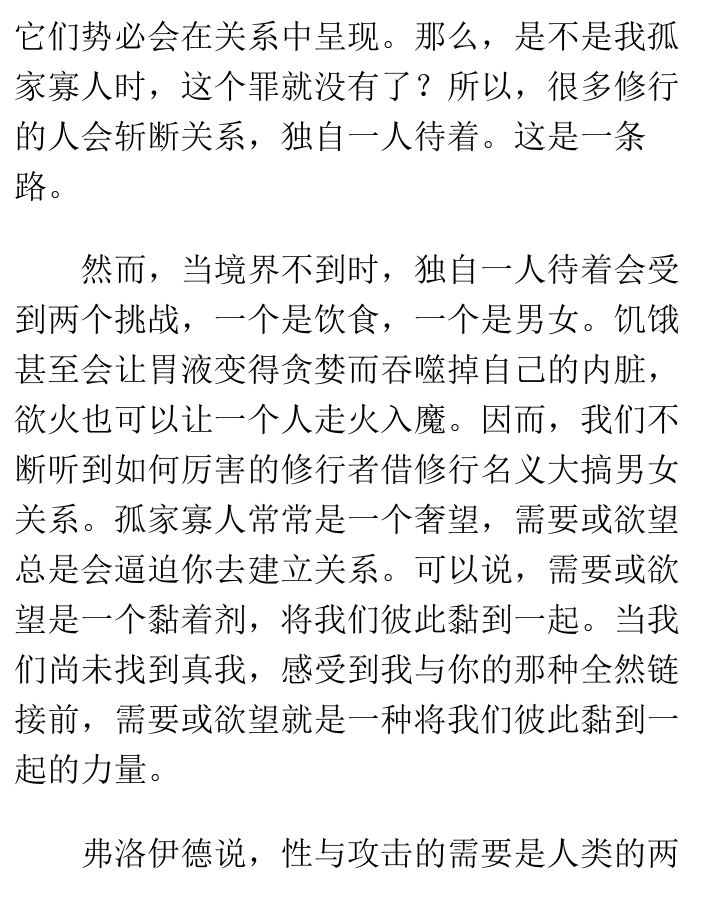 它们势必会在关系中呈现。那么，是不是我孤
家寡人时，这个罪就没有了？所以，很多修行
的人会斩断关系，独自一人待着。这是一条
路。
然而，当境界不到时，独自一人待着会受
到两个挑战，一个是饮食，一个是男女。饥饿
甚至会让胃液变得贪婪而吞噬掉自己的内脏，
欲火也可以让一个人走火入魔。因而，我们不
断听到如何厉害的修行者借修行名义大搞男女
关系。孤家寡人常常是一个奢望，需要或欲望
总是会逼迫你去建立关系。可以说，需要或欲
望是一个黏着剂，将我们彼此黏到一起。当我
们尚未找到真我，感受到我与你的那种全然链
接前，需要或欲望就是一种将我们彼此黏到一
起的力量。
弗洛伊德说，性与攻击的需要是人类的两